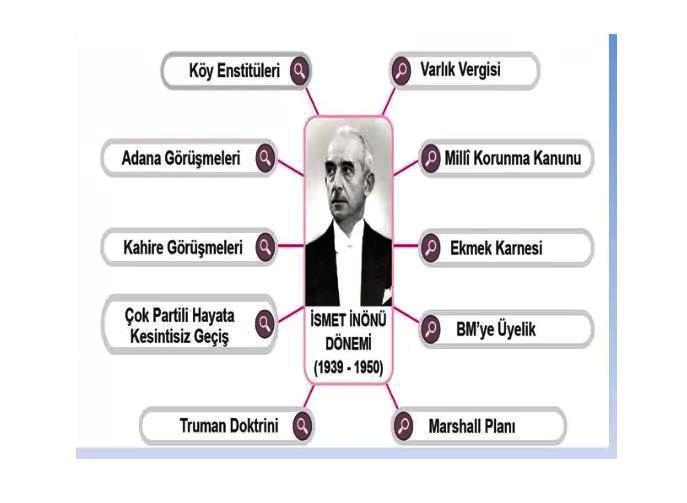 Köy Enstitüleri
Varlık Vergisi
Adana Görüşmeleri
Millî Korunma Kanunu
Kahire Görüşmeleri
Ekmek Karnesi
Çok Partili Hayata
Kesintisiz Geçiş
BM'ye Üyelik
İSMET İNÖNÜ
DÖNEMİ
(1939 - 1950)
Truman Doktrini
Marshall Planı